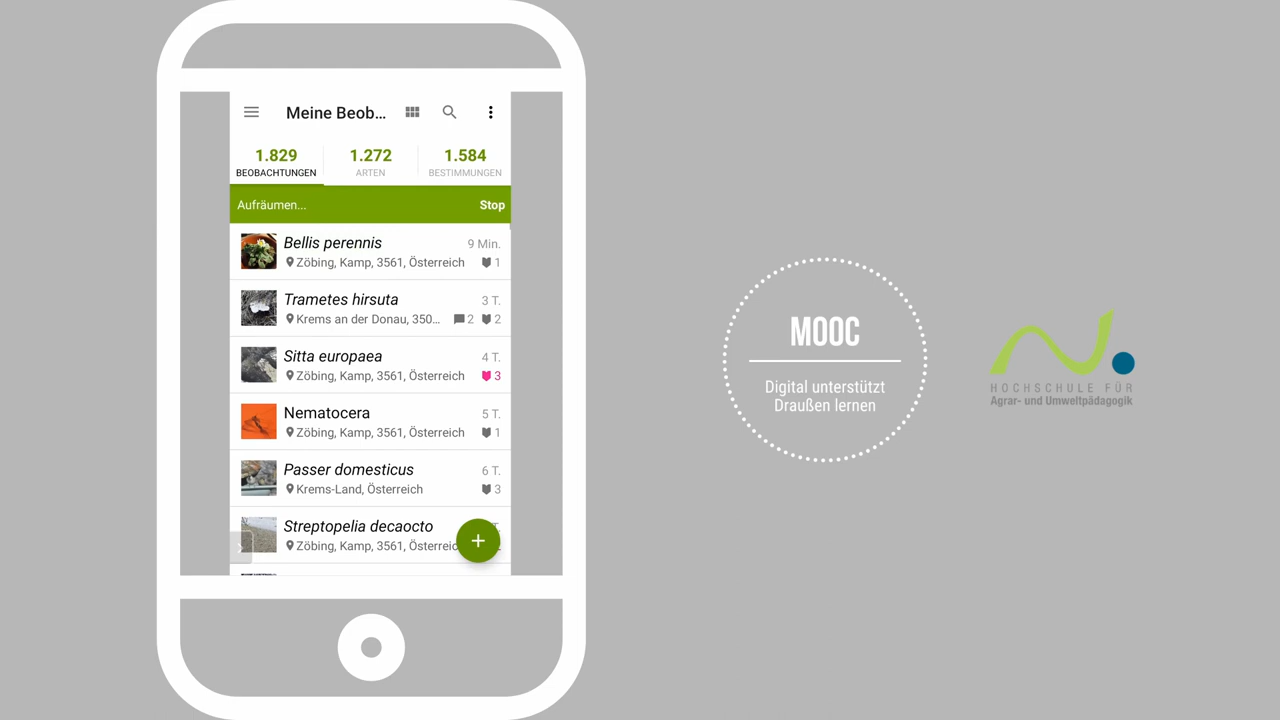 Meine Beob...
1.829 1.272 1.584
BEOBACHTUNGEN ARTEN BESTIMMUNGEN
Aufräumen... Stop
Bellis perennis 9 Min.
Zöbing, Kamp, 3561, Österreich 1
Trametes hirsuta 3 T.
Krems an der Donau, 350... 2 2
Sitta europaea 4 T.
Zöbing, Kamp, 3561, Österreich 3
Nematocera 5 T.
Zöbing, Kamp, 3561, Österreich 1
Passer domesticus 6 T.
Krems-Land, Österreich 3
Streptopelia decaocto T.
Zöbing, Kamp, 3561, Österreic
MOOC
Digital unterstützt
Draußen lernen
HOCHSCHULE FÜR
Agrar- und Umweltpädagogik